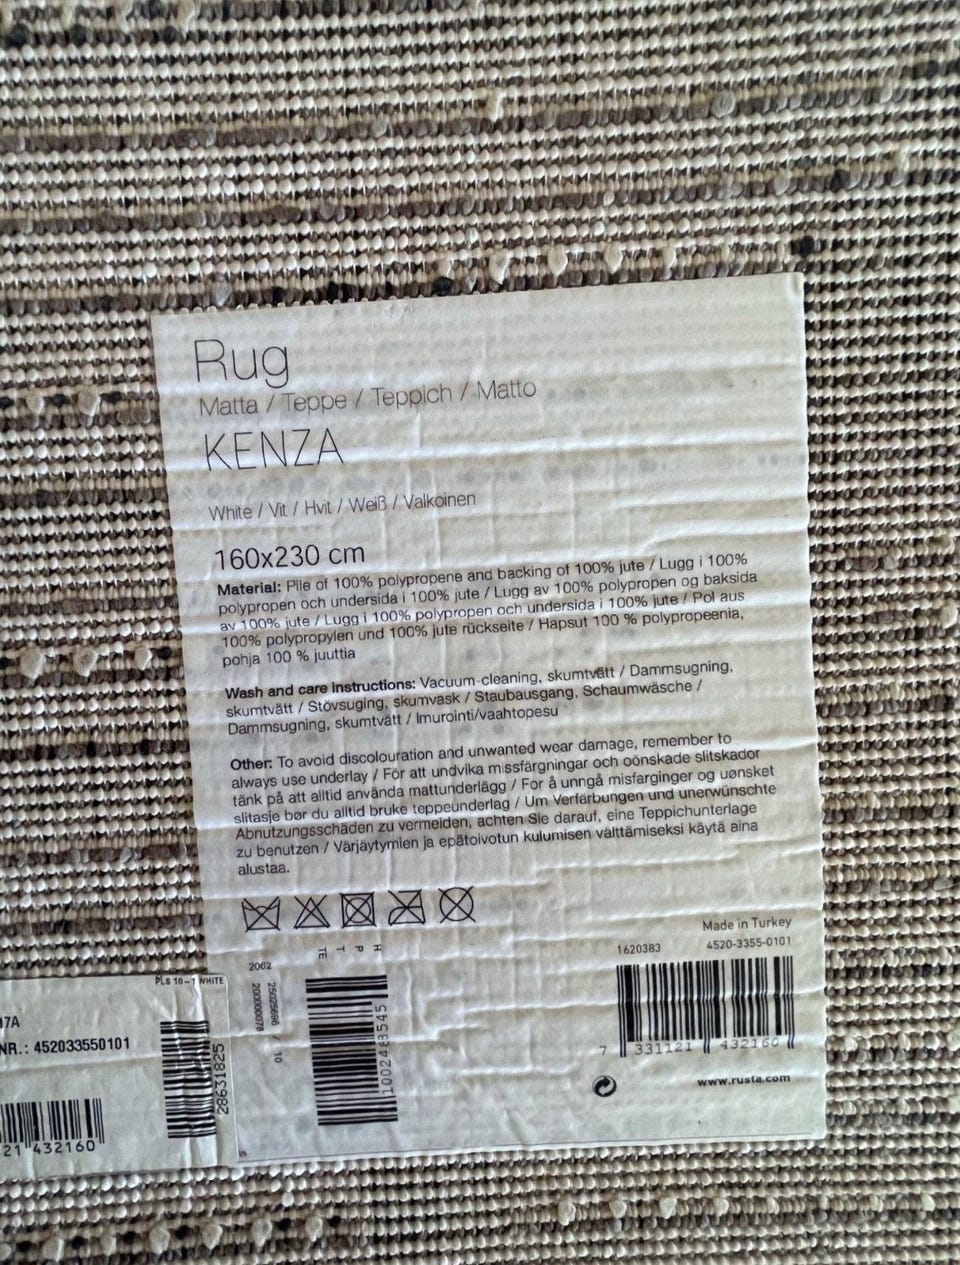 Rug
Matta / Teppe / Teppich / Matto
KENZA
White / Vit / Hvit / Weiß / Valkoinen
160x230 cm
Material: Pile of 100% polypropene and backing of 100% jute / Lugg i 100%
polypropen och undersida i 100% jute / Lugg av 100% polypropen og baksida
av 100% jute / Lugg i 100% polypropen och undersida i 100% jute / Pol aus
100% polypropylen und 100% jute rückseite / Hapsut 100 % polypropeenia,
pohja 100 % juuttia
Wash and care instructions: Vacuum-cleaning, skumtvätt / Dammsugning,
skumtvätt / Stövsuging, skumvask / Staubausgang, Schaumwäsche /
Dammsugning, skumtvätt / Imurointi/vaahtopesu
Other: To avoid discolouration and unwanted wear damage, remember to
always use underlay / För att undvika missfärgningar och oönskade slitskador
tänk på att alltid använda mattunderlägg / For å unngå misfarginger og uønsket
slitasje bør du alltid bruke teppeunderlag / Um Verfärbungen und unerwünschte
Abnutzungsschäden zu vermeiden, achten Sie darauf, eine Teppichunterlage
zu benutzen / Värjäytymien ja epätoivotun kulumisen välttämiseksi käytä aina
alustaa.
H
P
T
TE
2062
25025696 / 10
20000078
1002488545
Made in Turkey
1620383 4520-3355-0101
7 331121 432160
www.rusta.com
PLS 10-1 WHITE
17A
NR.: 452033550101
28631825
21 432160